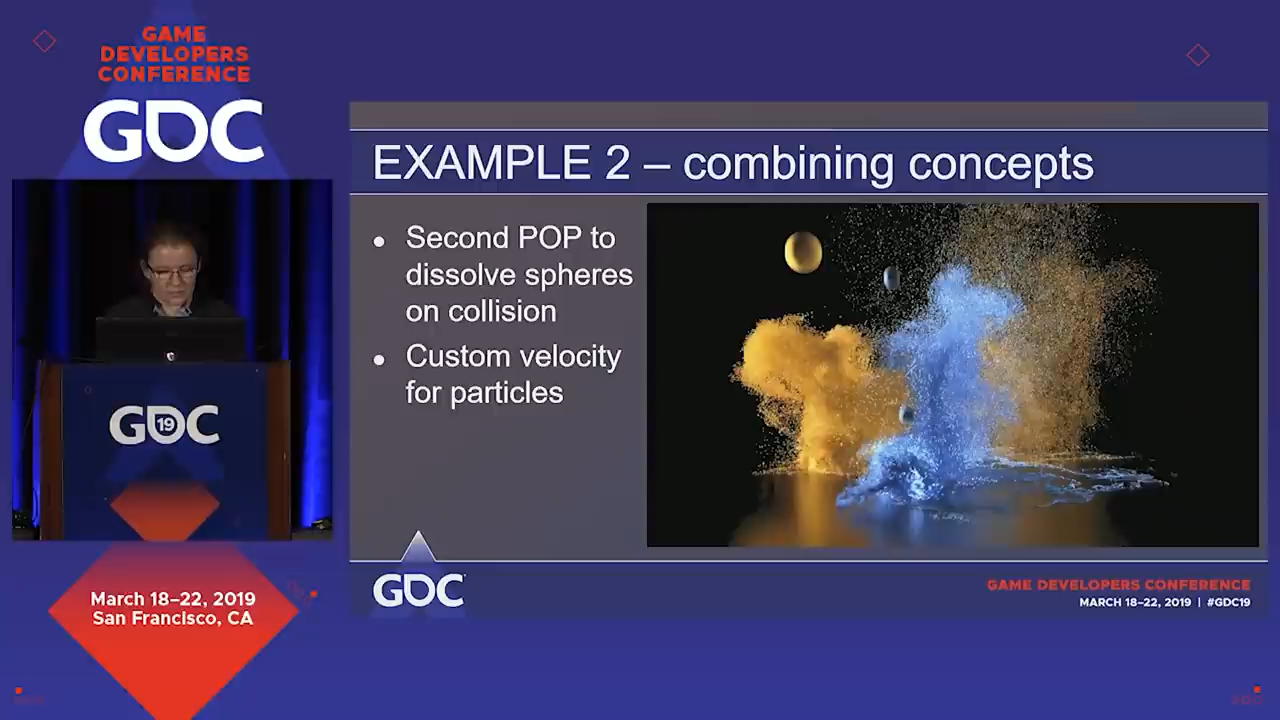 GAME
DEVELOPERS
CONFERENCE
GDC
GDC
19
March 18–22, 2019
San Francisco, CA
EXAMPLE 2 – combining concepts
• Second POP to
dissolve spheres
on collision
• Custom velocity
for particles
GDC
GAME DEVELOPERS CONFERENCE
MARCH 18–22, 2019 | #GDC19